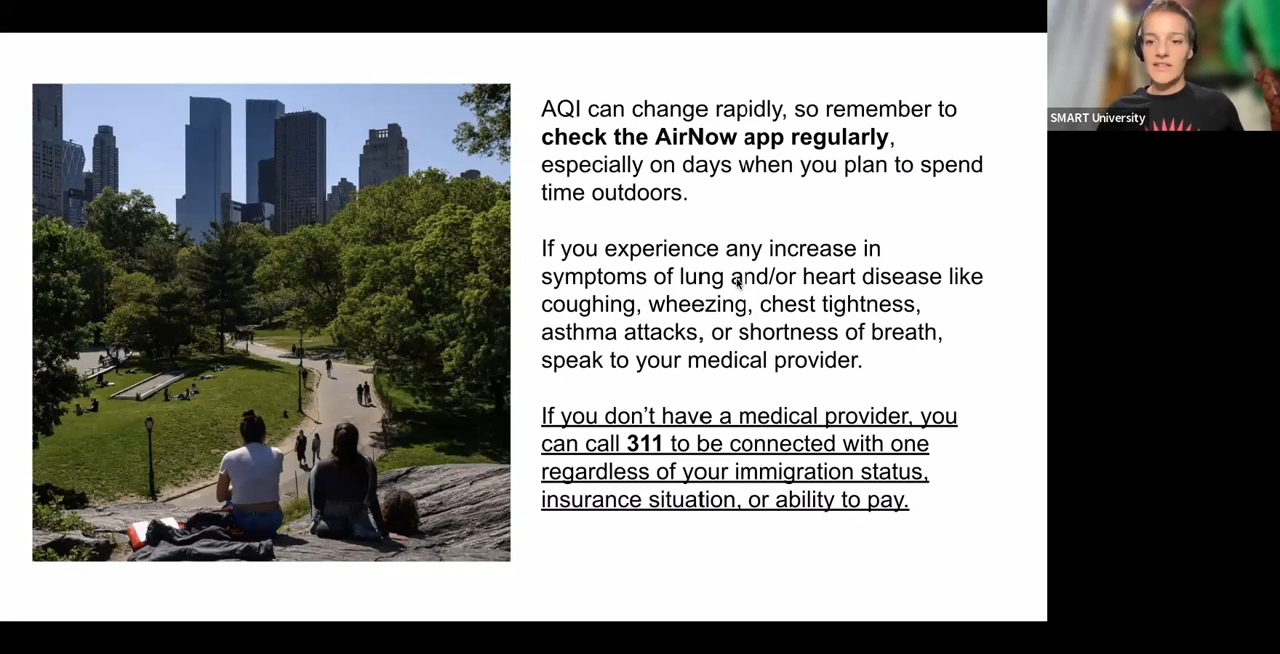 AQI can change rapidly, so remember to
check the AirNow app regularly,
especially on days when you plan to spend
time outdoors.
If you experience any increase in
symptoms of lung and/or heart disease like
coughing, wheezing, chest tightness,
asthma attacks, or shortness of breath,
speak to your medical provider.
If you don’t have a medical provider, you
can call 311 to be connected with one
regardless of your immigration status,
insurance situation, or ability to pay.
SMART University